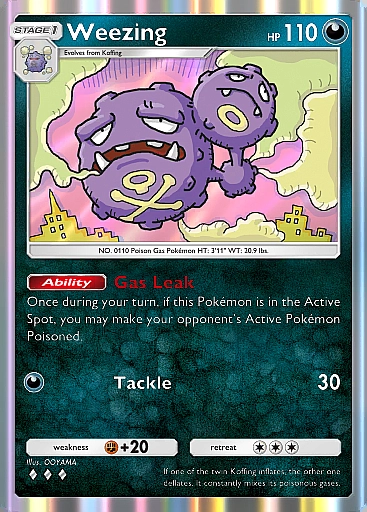 STAGE 1
Weezing
HP 110
Evolves from Koffing
NO. 0110 Poison Gas Pokémon HT: 3'11" WT: 20.9 lbs.
Ability Gas Leak
Once during your turn, if this Pokémon is in the Active
Spot, you may make your opponent's Active Pokémon
Poisoned.
Tackle 30
weakness +20 retreat
Illus. OOYAMA
If one of the twin Koffing inflates, the other one
deflates. It constantly mixes its poisonous gases.